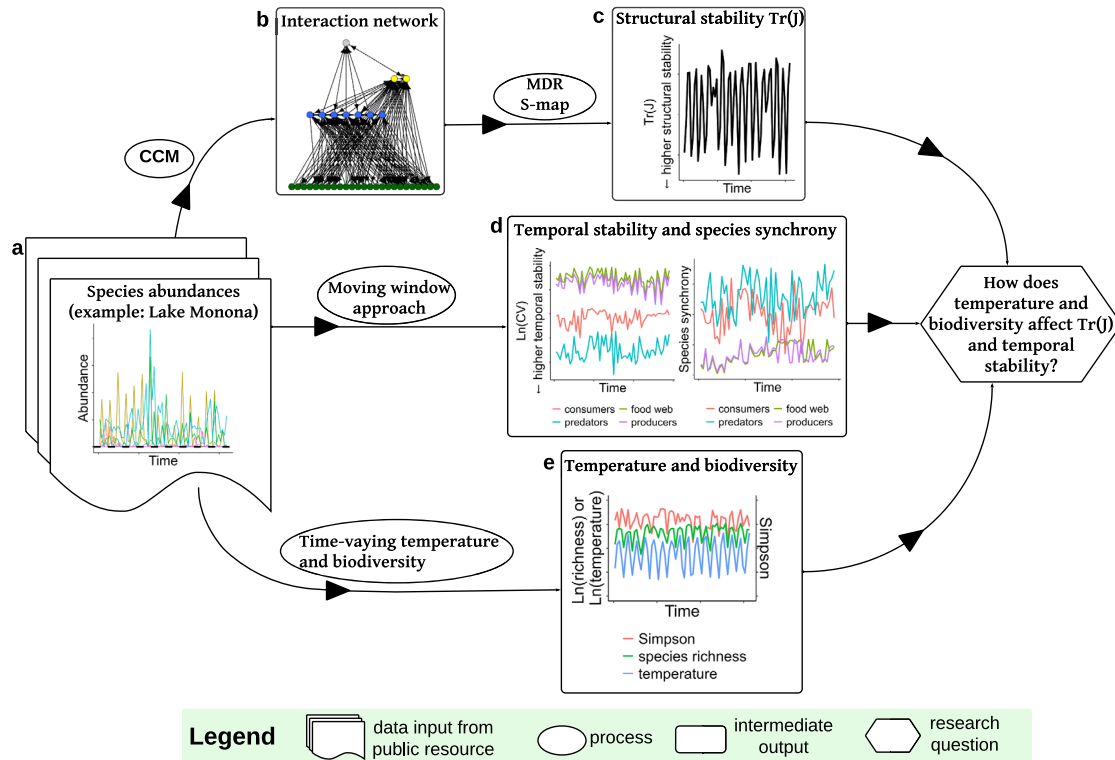 b
Interaction network
c
Structural stability Tr(J)
Tr(J)
← higher structural stability
Time
MDR
S-map
CCM
a
Species abundances
(example: Lake Monona)
Abundance
Time
Moving window
approach
d
Temporal stability and species synchrony
Ln(CV)
← higher temporal stability
Time
consumers
food web
predators
producers
Species synchrony
Time
consumers
food web
predators
producers
How does
temperature and
biodiversity affect Tr(J)
and temporal
stability?
Time-vaying temperature
and biodiversity
e
Temperature and biodiversity
Ln(richness) or
Ln(temperature)
Simpson
Time
Simpson
species richness
temperature
Legend
data input from
public resource
process
intermediate
output
research
question